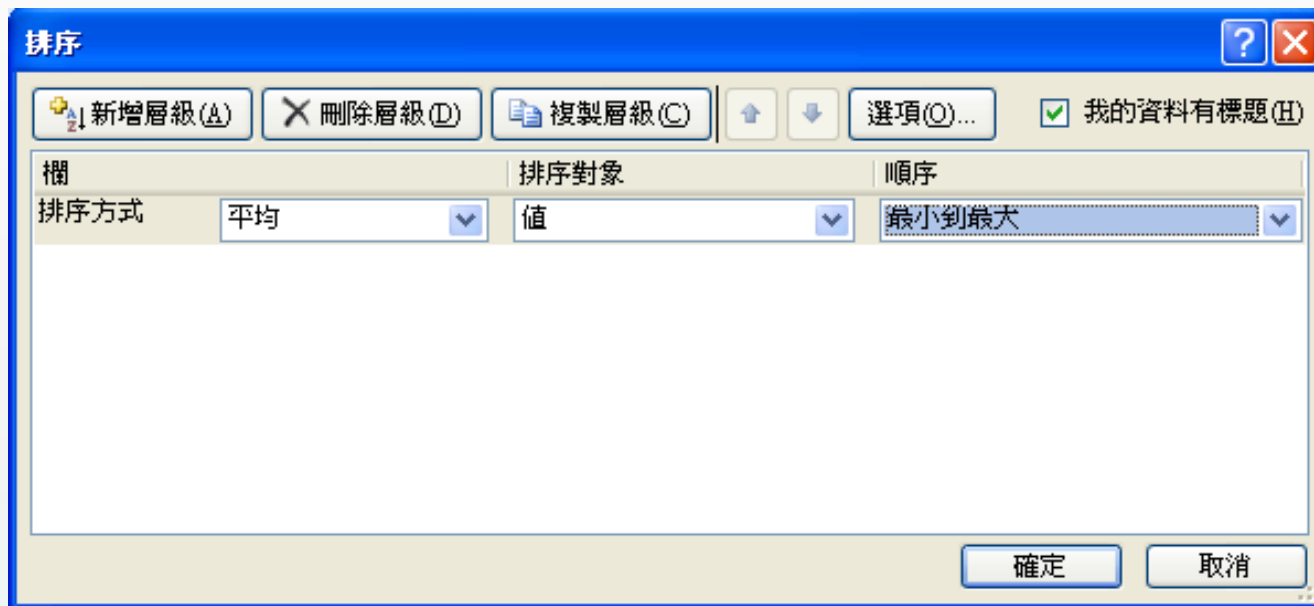 排序
新增層級(A) 刪除層級(D) 複製層級(C) 選項(O)... 我的資料有標題(H)
欄 排序對象 順序
排序方式 平均 值 最小到最大
確定 取消